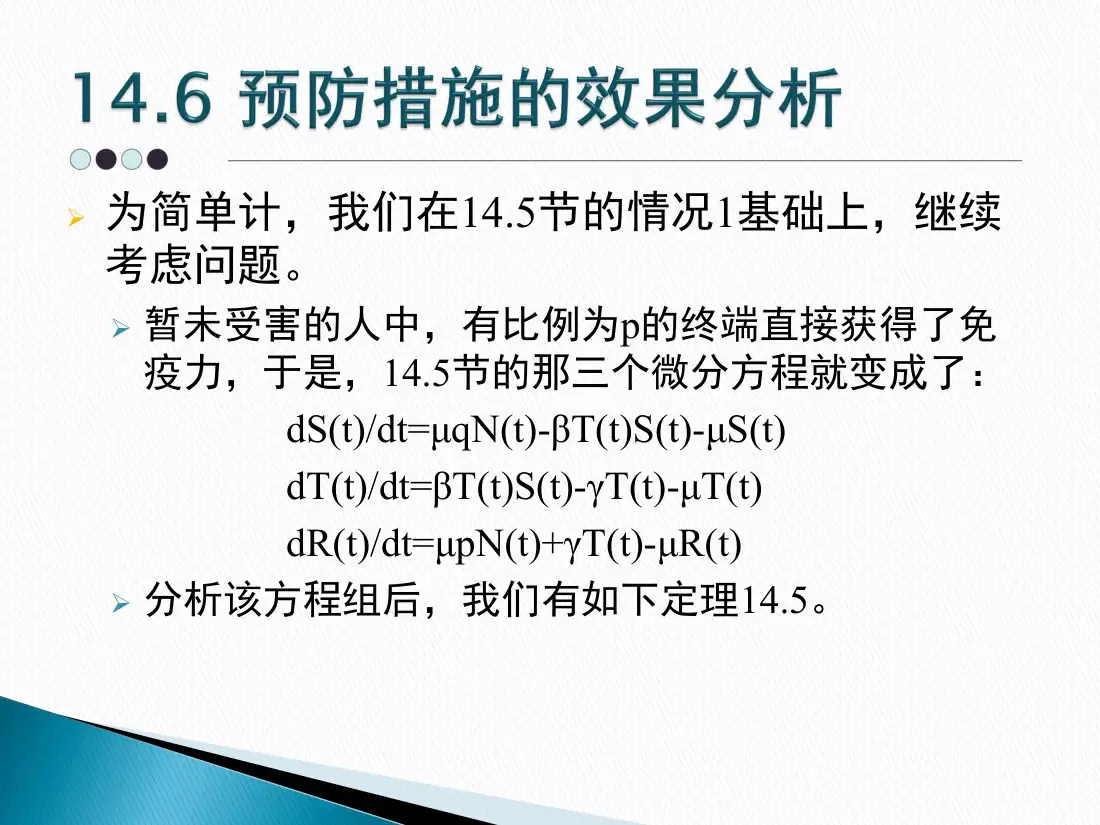 14.6 预防措施的效果分析
为简单计，我们在14.5节的情况1基础上，继续
考虑问题。
暂未受害的人中，有比例为p的终端直接获得了免
疫力，于是，14.5节的那三个微分方程就变成了：
dS(t)/dt=μqN(t)-βT(t)S(t)-μS(t)
dT(t)/dt=βT(t)S(t)-γT(t)-μT(t)
dR(t)/dt=μpN(t)+γT(t)-μR(t)
分析该方程组后，我们有如下定理14.5。